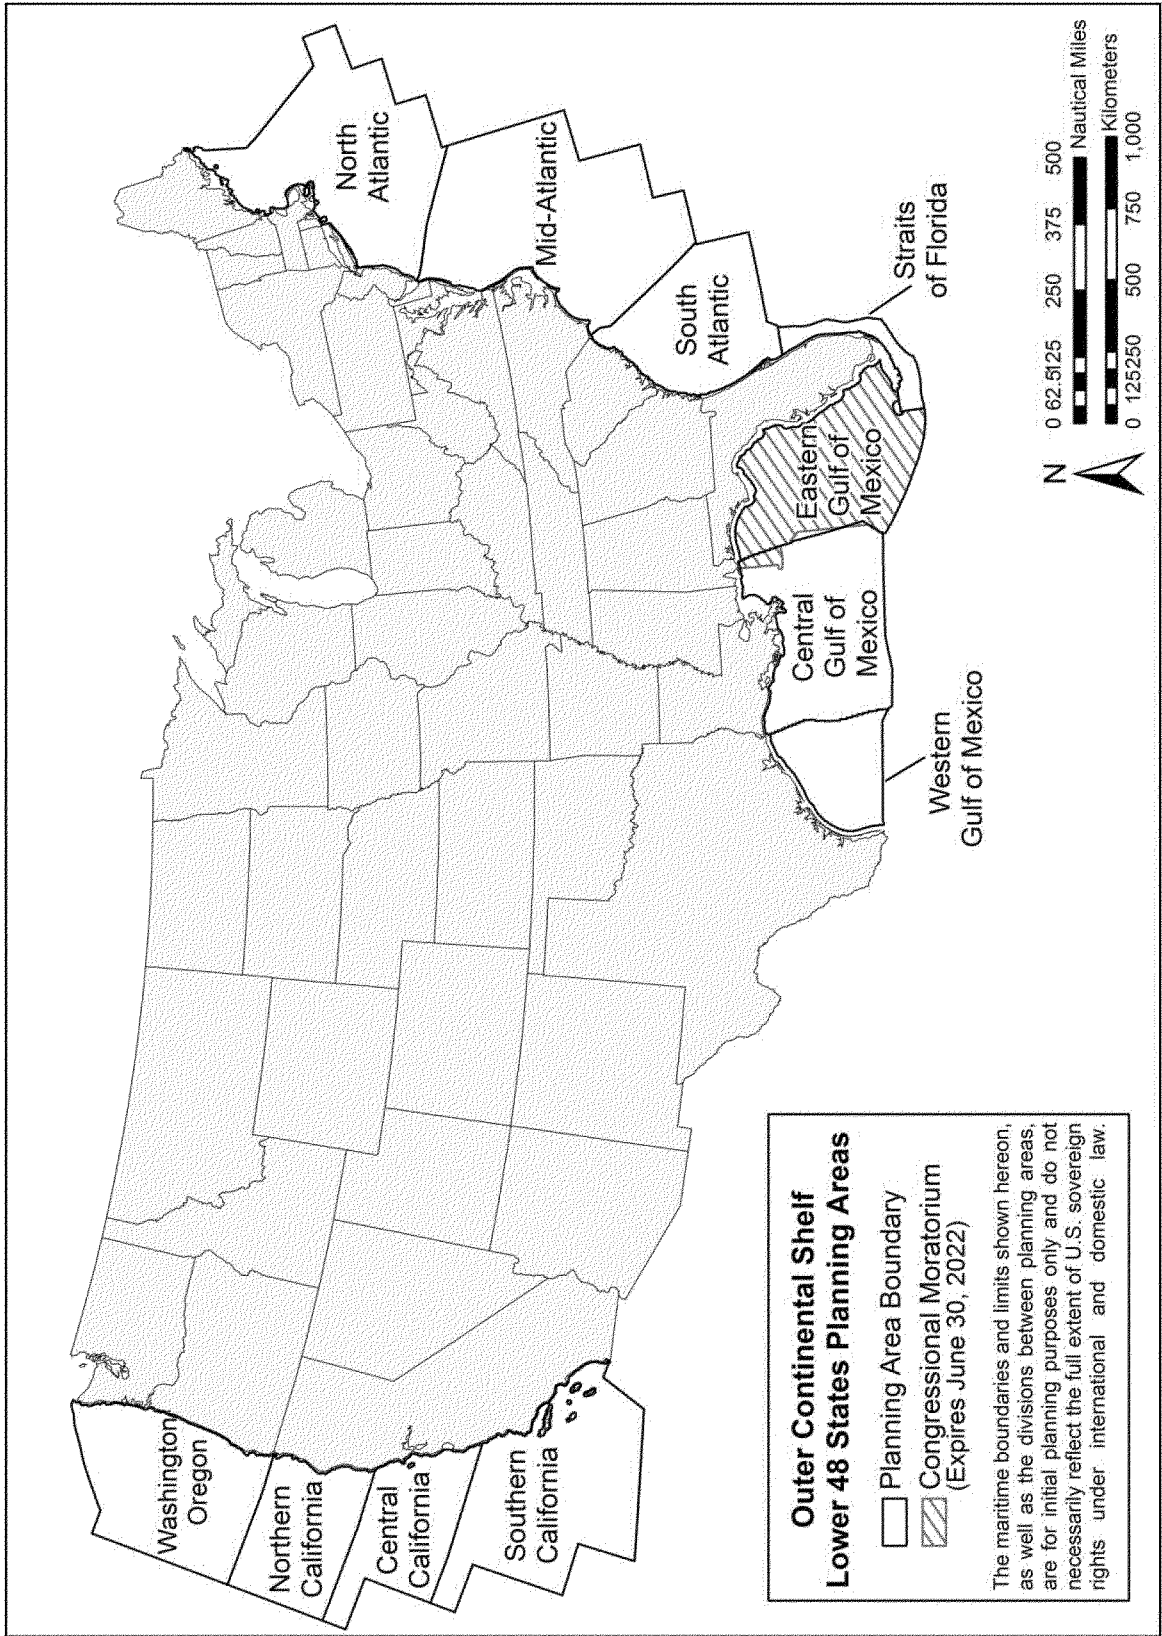 Washington
Oregon
Northern
California
Central
California
Southern
California
North
Atlantic
Mid-Atlantic
South
Atlantic
Straits
of Florida
Eastern
Gulf of
Mexico
Central
Gulf of
Mexico
Western
Gulf of Mexico
Outer Continental Shelf
Lower 48 States Planning Areas
Planning Area Boundary
Congressional Moratorium
(Expires June 30, 2022)
The maritime boundaries and limits shown hereon,
as well as the divisions between planning areas,
are for initial planning purposes only and do not
necessarily reflect the full extent of U.S. sovereign
rights under international and domestic law.
N
0 62.5125 250 375 500
Nautical Miles
Kilometers
0 125250 500 750 1,000